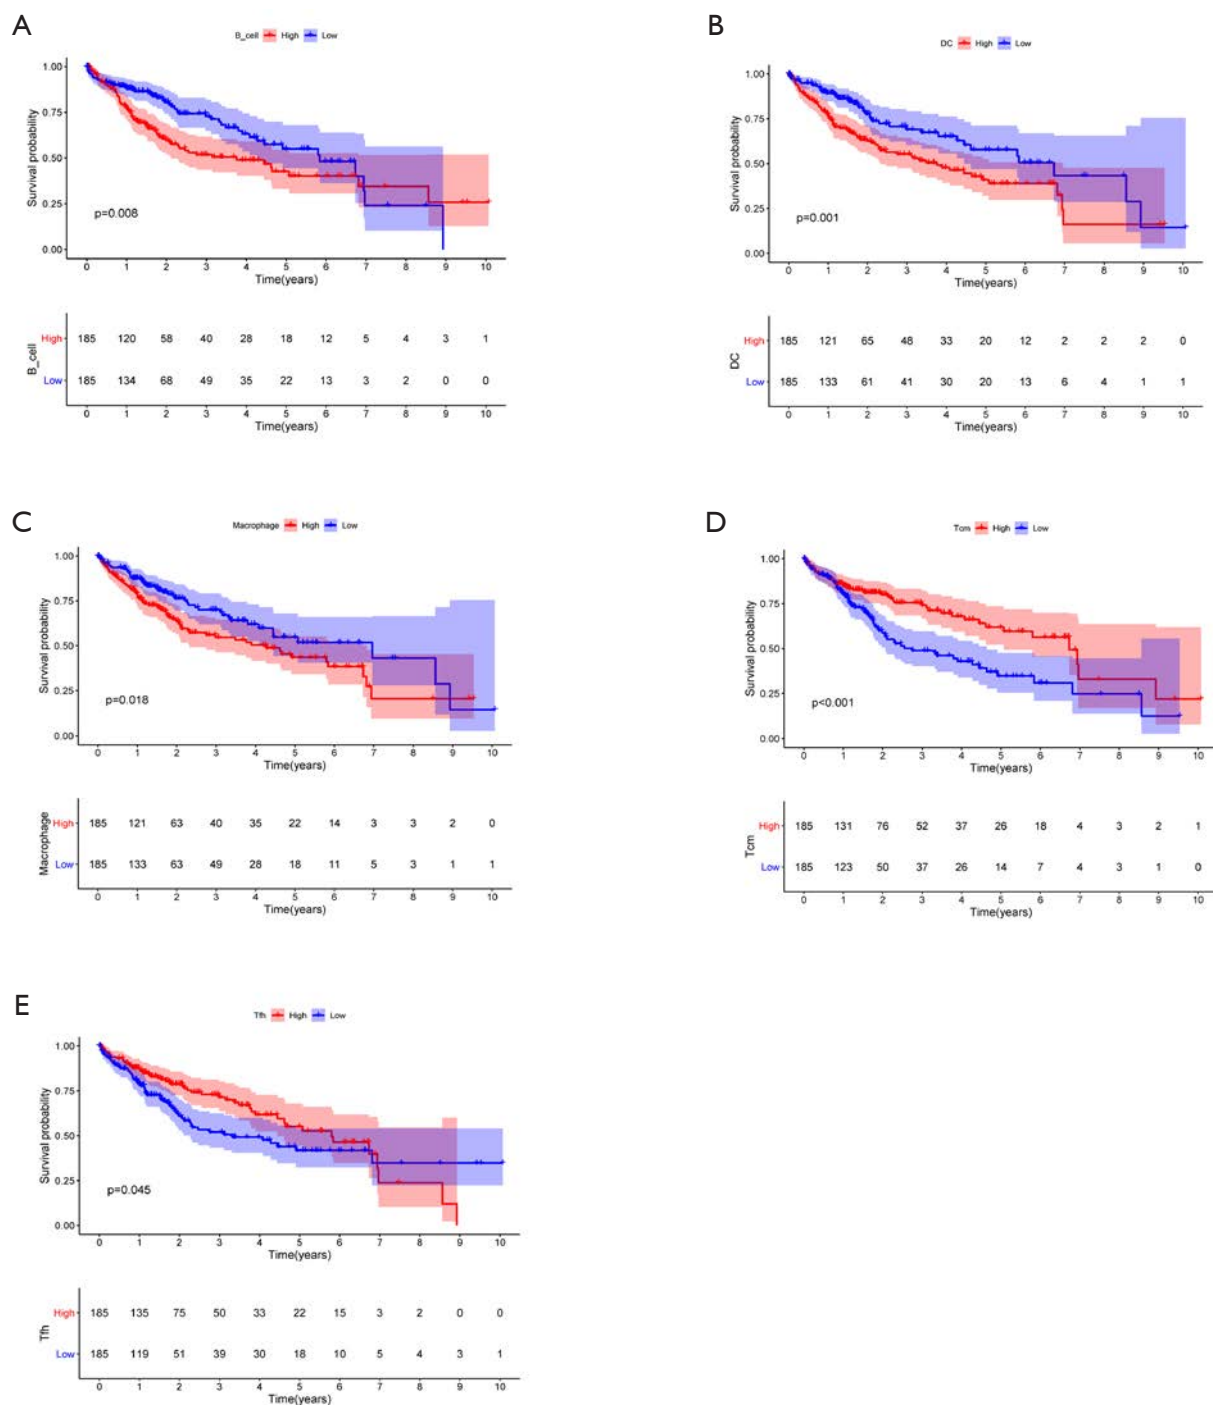 A
B_cell High Low
1.00
0.75
0.50
0.25
0.00
Survival probability
p=0.008
0 1 2 3 4 5 6 7 8 9 10
Time(years)
B_cell
High 185 120 58 40 28 18 12 5 4 3 1
Low 185 134 68 49 35 22 13 3 2 0 0
0 1 2 3 4 5 6 7 8 9 10
Time(years)
B
DC High Low
1.00
0.75
0.50
0.25
0.00
Survival probability
p=0.001
0 1 2 3 4 5 6 7 8 9 10
Time(years)
DC
High 185 121 65 48 33 20 12 2 2 2 0
Low 185 133 61 41 30 20 13 6 4 1 1
0 1 2 3 4 5 6 7 8 9 10
Time(years)
C
Macrophage High Low
1.00
0.75
0.50
0.25
0.00
Survival probability
p=0.018
0 1 2 3 4 5 6 7 8 9 10
Time(years)
Macrophage
High 185 121 63 40 35 22 14 3 3 2 0
Low 185 133 63 49 28 18 11 5 3 1 1
0 1 2 3 4 5 6 7 8 9 10
Time(years)
D
Tcm High Low
1.00
0.75
0.50
0.25
0.00
Survival probability
p<0.001
0 1 2 3 4 5 6 7 8 9 10
Time(years)
Tcm
High 185 131 76 52 37 26 18 4 3 2 1
Low 185 123 50 37 26 14 7 4 3 1 0
0 1 2 3 4 5 6 7 8 9 10
Time(years)
E
Tfh High Low
1.00
0.75
0.50
0.25
0.00
Survival probability
p=0.045
0 1 2 3 4 5 6 7 8 9 10
Time(years)
Tfh
High 185 135 75 50 33 22 15 3 2 0 0
Low 185 119 51 39 30 18 10 5 4 3 1
0 1 2 3 4 5 6 7 8 9 10
Time(years)